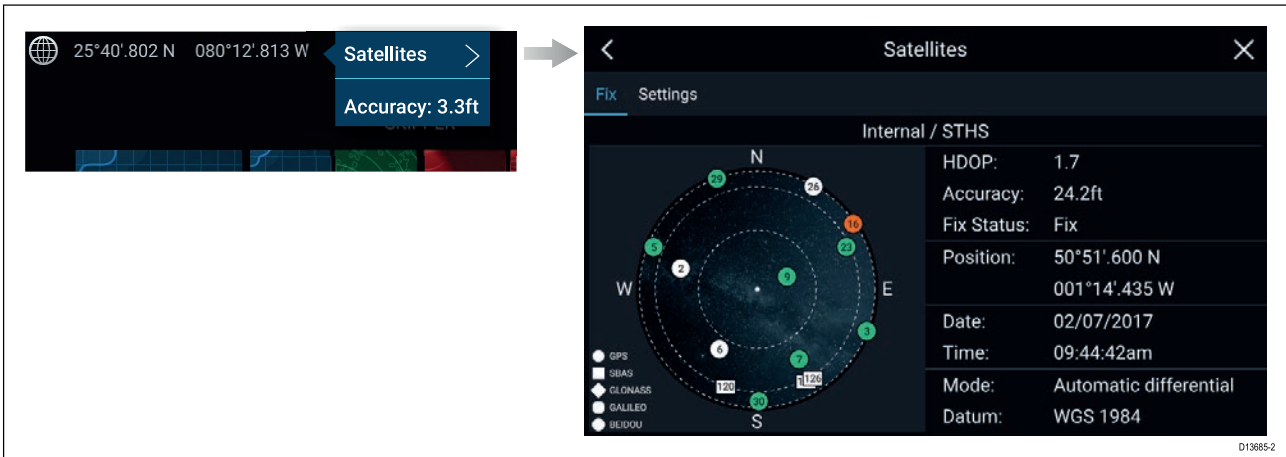 25°40'.802 N 080°12'.813 W
Satellites
Accuracy: 3.3ft
Satellites
Fix Settings
Internal / STHS
N
29
26
16
5
23
2
9
W
E
3
6
7
120
126
30
S
GPS
SBAS
GLONASS
GALILEO
BEIDOU
HDOP: 1.7
Accuracy: 24.2ft
Fix Status: Fix
Position: 50°51'.600 N
001°14'.435 W
Date: 02/07/2017
Time: 09:44:42am
Mode: Automatic differential
Datum: WGS 1984
D13685-2